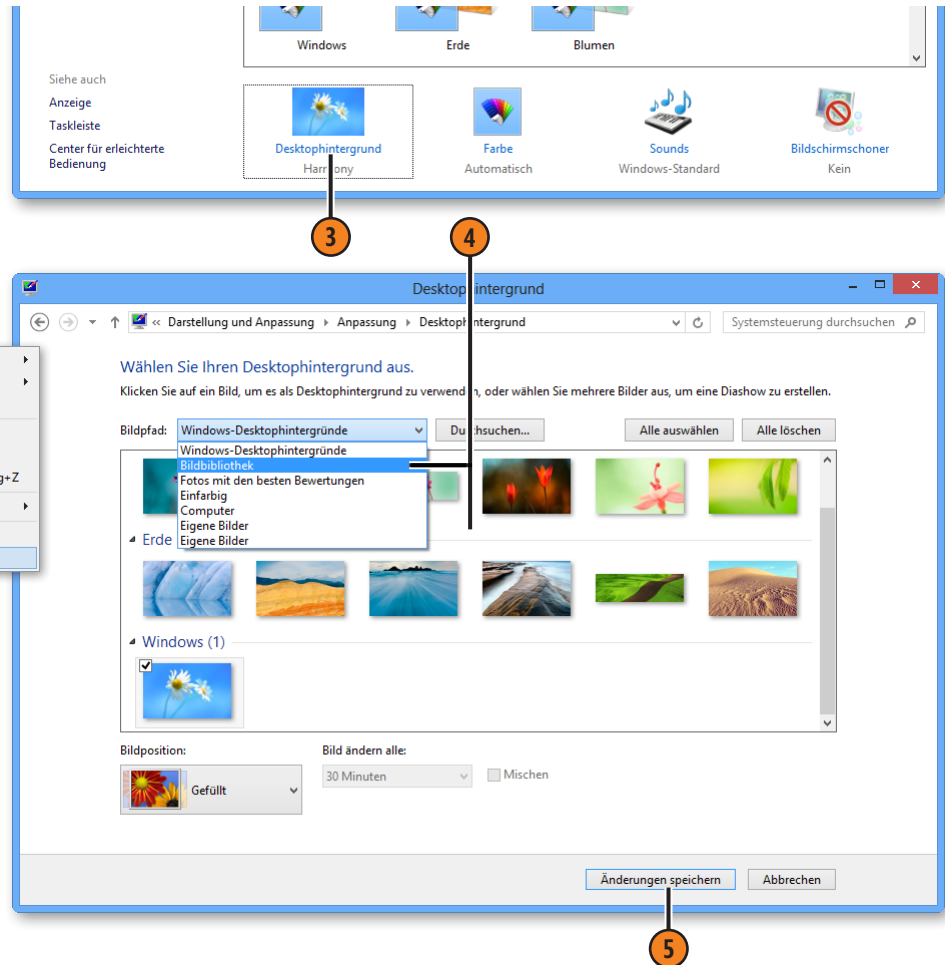 Windows Erde Blumen
Siehe auch
Anzeige
Taskleiste
Center für erleichterte
Bedienung
Desktophintergrund Farbe Sounds Bildschirmschoner
Harmony Automatisch Windows-Standard Kein
3 4
Desktophintergrund
« Darstellung und Anpassung Anpassung Desktophintergrund Systemsteuerung durchsuchen
Wählen Sie Ihren Desktophintergrund aus.
Klicken Sie auf ein Bild, um es als Desktophintergrund zu verwenden, oder wählen Sie mehrere Bilder aus, um eine Diashow zu erstellen.
Bildpfad: Windows-Desktophintergründe Durchsuchen... Alle auswählen Alle löschen
Windows-Desktophintergründe
Bildbibliothek
Fotos mit den besten Bewertungen
g+Z
Einfarbig
Computer
Eigene Bilder
Erde Eigene Bilder
Windows (1)
Bildposition: Bild ändern alle:
Gefüllt 30 Minuten Mischen
Änderungen speichern Abbrechen
5